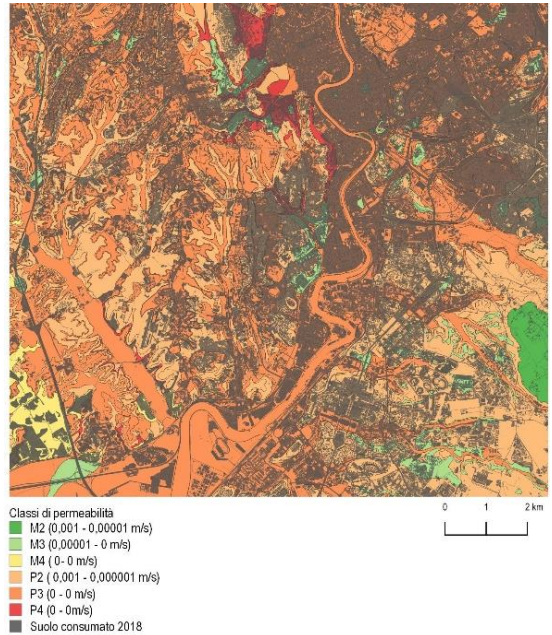 Classi di permeabilità
M2 (0,001 - 0,00001 m/s)
M3 (0,00001 - 0 m/s)
M4 ( 0- 0 m/s)
P2 ( 0,001 - 0,000001 m/s)
P3 (0 - 0 m/s)
P4 (0 - 0m/s)
Suolo consumato 2018
0 1 2 km